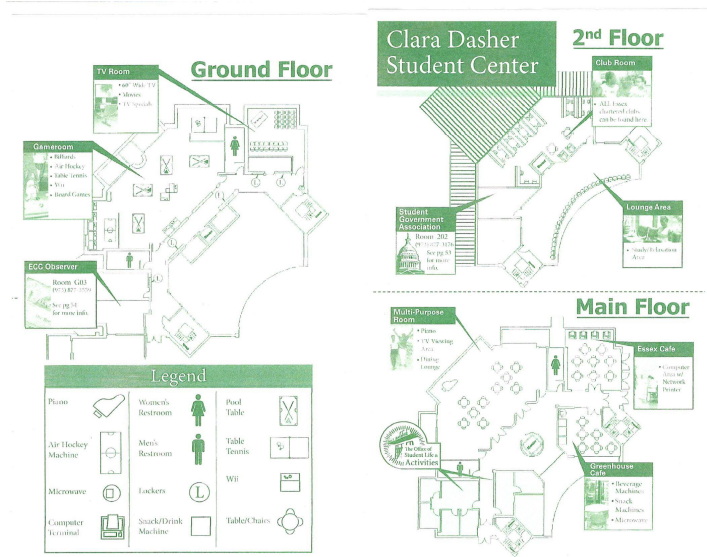 Ground Floor
TV Room
• 60" Wide TV
• Movies
• TV Specials
Gameroom
• Billiards
• Air Hockey
• Table Tennis
• Wii
• Board Games
ECC Observer
Room G03
See pg.54
for more info.
Legend
Piano
Women's
Restroom
Pool
Table
Air Hockey
Machine
Men's
Restroom
Table
Tennis
Microwave
Lockers
L
Wii
Computer
Terminal
Snack/Drink
Machine
Table/Chairs
Clara Dasher
Student Center
2nd Floor
Club Room
• ALL Essex
chartered clubs
can be found here
Student
Government
Association
Room 202
See pg.53
for more
info.
Lounge Area
• Study/Relaxation
Area
Main Floor
Multi-Purpose
Room
• Piano
• TV Viewing
Area
• Dining
Lounge
Essex Cafe
• Computer
Area w/
Network
Printer
The Office of
Student Life &
Activities
Greenhouse
Cafe
• Beverage
Machines
• Snack
Machines
• Microwave